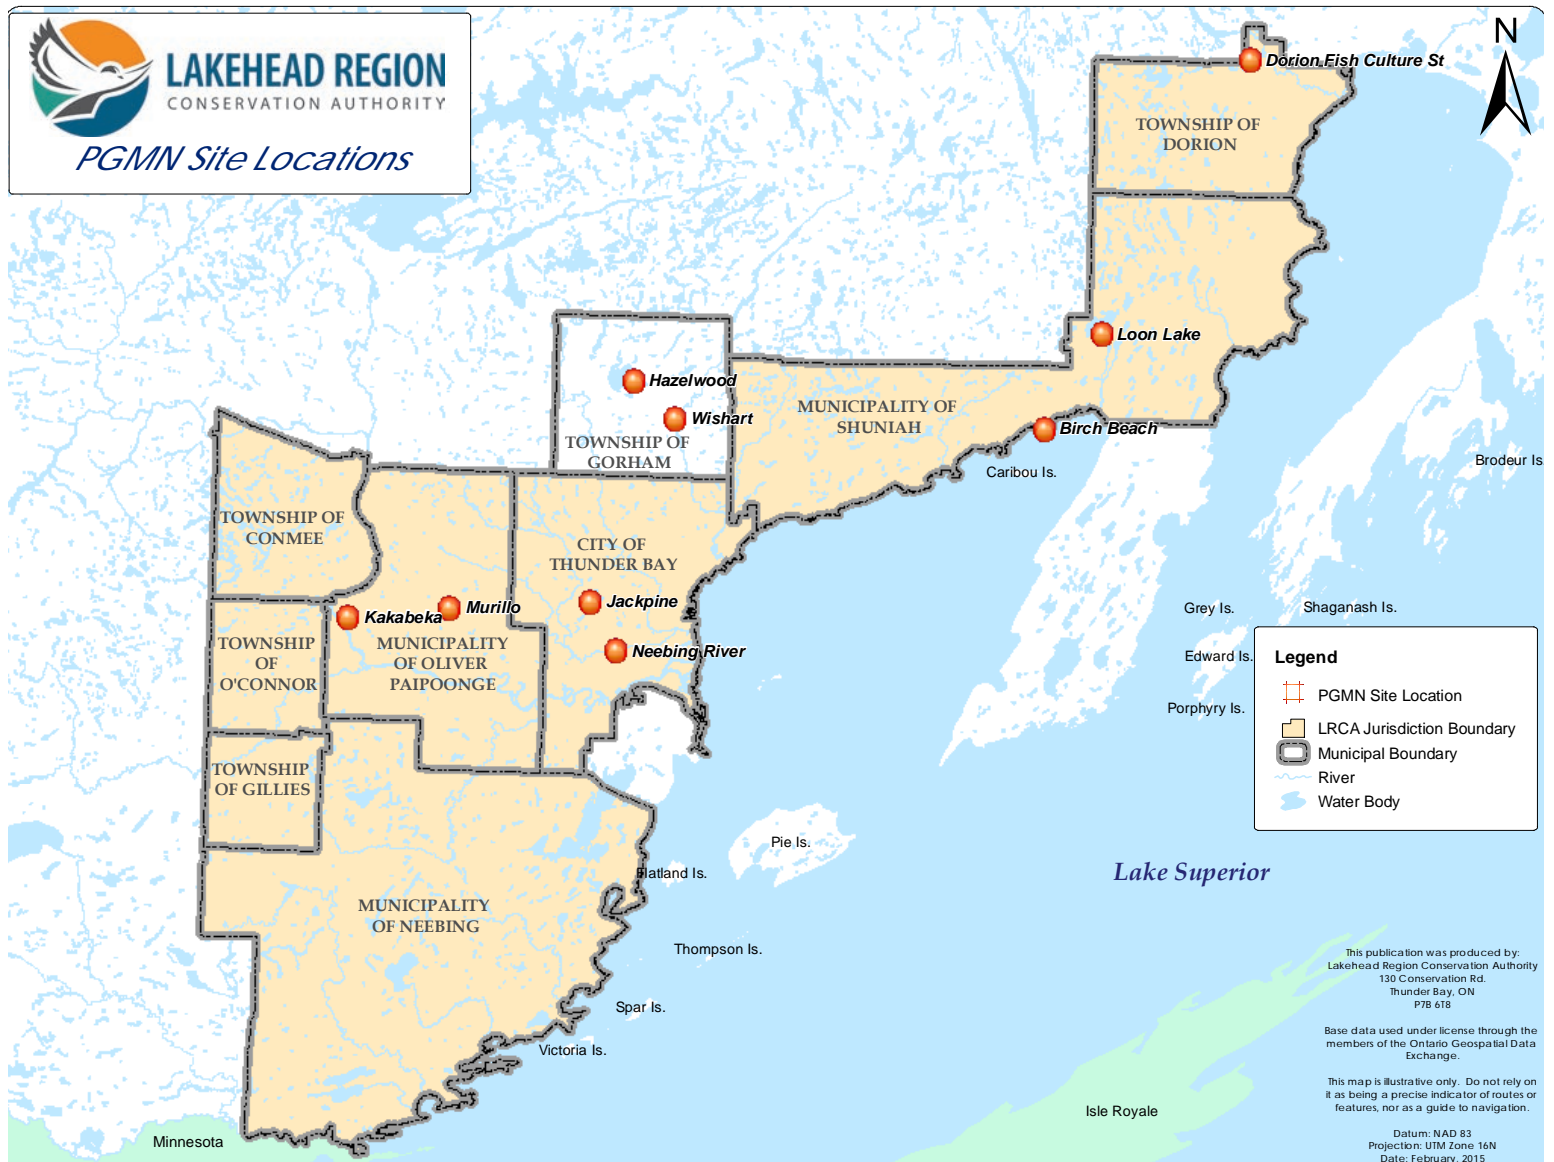 LAKEHEAD REGION
CONSERVATION AUTHORITY
PGMN Site Locations
N
Dorion Fish Culture St
TOWNSHIP OF
DORION
Loon Lake
Hazelwood
Wishart
TOWNSHIP OF
GORHAM
MUNICIPALITY OF
SHUNIAH
Birch Beach
Caribou Is.
Brodeur Is
TOWNSHIP OF
CONMEE
CITY OF
THUNDER BAY
Jackpine
Kakabeka
Murillo
Neebing River
TOWNSHIP
OF
O'CONNOR
MUNICIPALITY
OF OLIVER
PAIPOONGE
Grey Is.
Shaganash Is.
Edward Is.
Porphyry Is.
Legend
PGMN Site Location
LRCA Jurisdiction Boundary
Municipal Boundary
River
Water Body
TOWNSHIP
OF GILLIES
Pie Is.
Flatland Is.
Lake Superior
MUNICIPALITY
OF NEEBING
Thompson Is.
Spar Is.
Victoria Is.
Isle Royale
Minnesota
This publication was produced by:
Lakehead Region Conservation Authority
130 Conservation Rd.
Thunder Bay, ON
P7B 6T8
Base data used under license through the
members of the Ontario Geospatial Data
Exchange.
This map is illustrative only. Do not rely on
it as being a precise indicator of routes or
features, nor as a guide to navigation.
Datum: NAD 83
Projection: UTM Zone 16N
Date: February, 2015